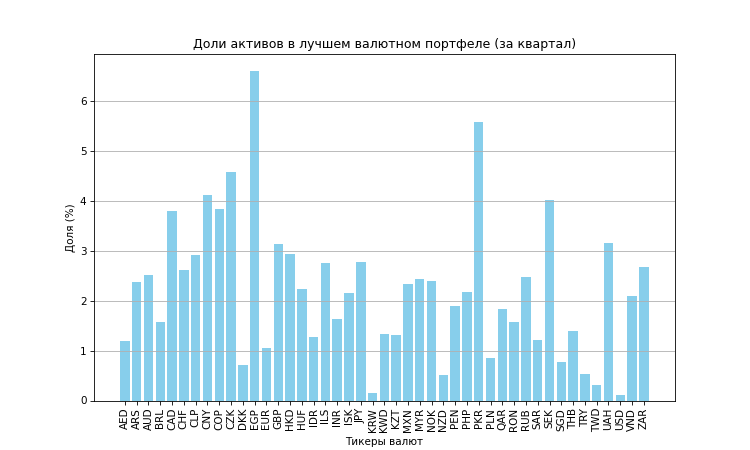 Доли активов в лучшем валютном портфеле (за квартал)
Доля (%)
6
5
4
3
2
1
0
AED ARS AUD BRL CAD CHF CLP CNY COP CZK DKK EGP EUR GBP HKD HUF IDR ILS INR ISK JPY KRW KWD KZT MXN MYR NOK NZD PEN PHP PKR PLN QAR RON RUB SAR SEK SGD THB TRY TWD UAH USD VND ZAR
Тикеры валют